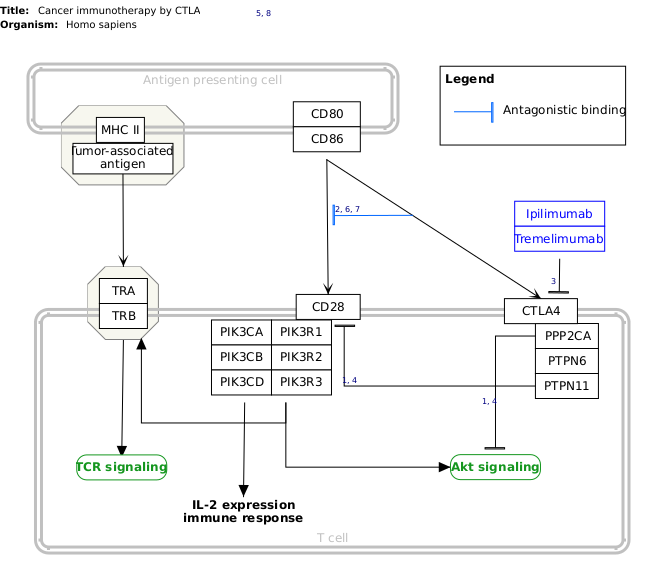 Title: Cancer immunotherapy by CTLA
5, 8
Organism: Homo sapiens
Antigen presenting cell
Legend
Antagonistic binding
CD80
CD86
MHC II
Tumor-associated
antigen
2, 6, 7
Ipilimumab
Tremelimumab
3
TRA
TRB
CD28
CTLA4
PIK3CA PIK3R1
PIK3CB PIK3R2
PIK3CD PIK3R3
PPP2CA
PTPN6
PTPN11
1, 4
1, 4
TCR signaling
Akt signaling
IL-2 expression
immune response
T cell